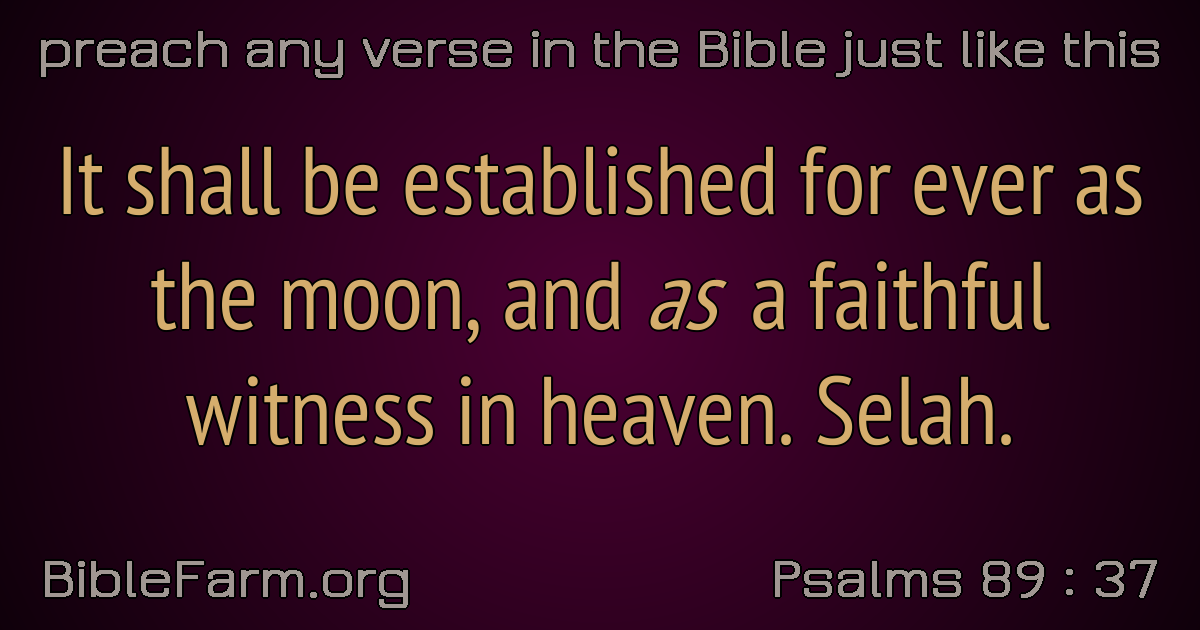 preach any verse in the Bible just like this
It shall be established for ever as
the moon, and as a faithful
witness in heaven. Selah.
BibleFarm.org
Psalms 89 : 37